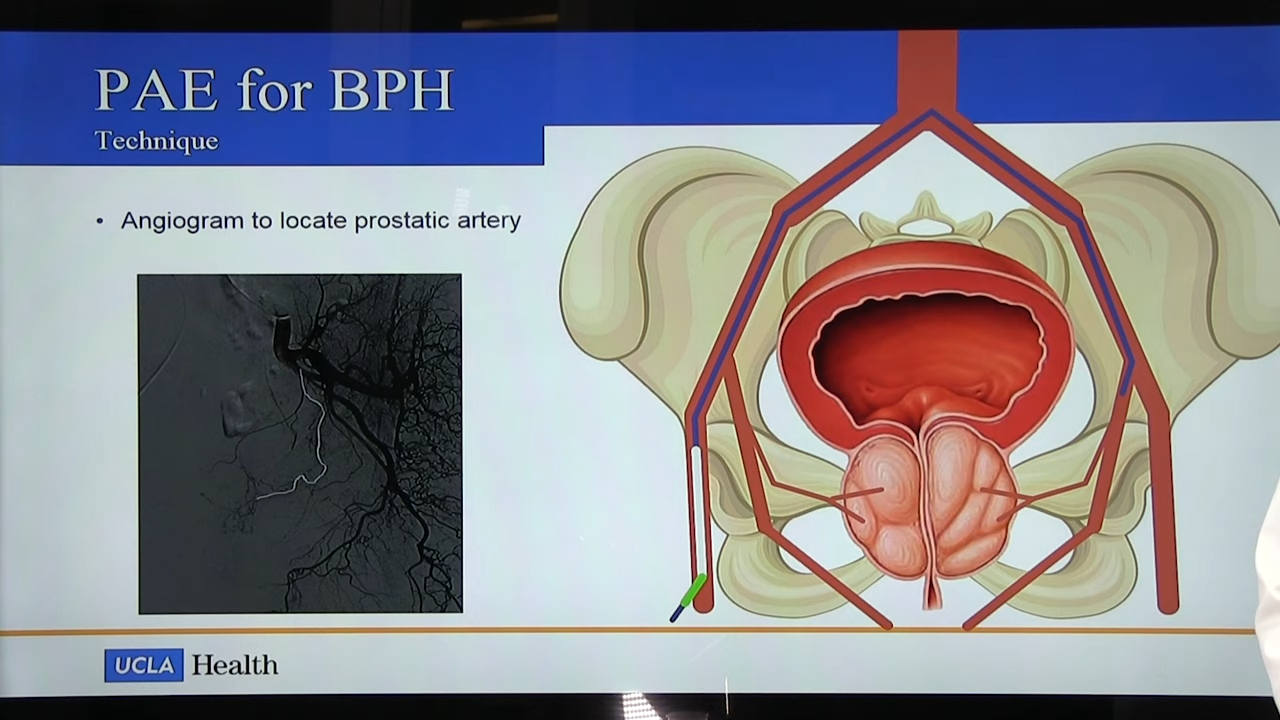 PAE for BPH
Technique
• Angiogram to locate prostatic artery
UCLA Health